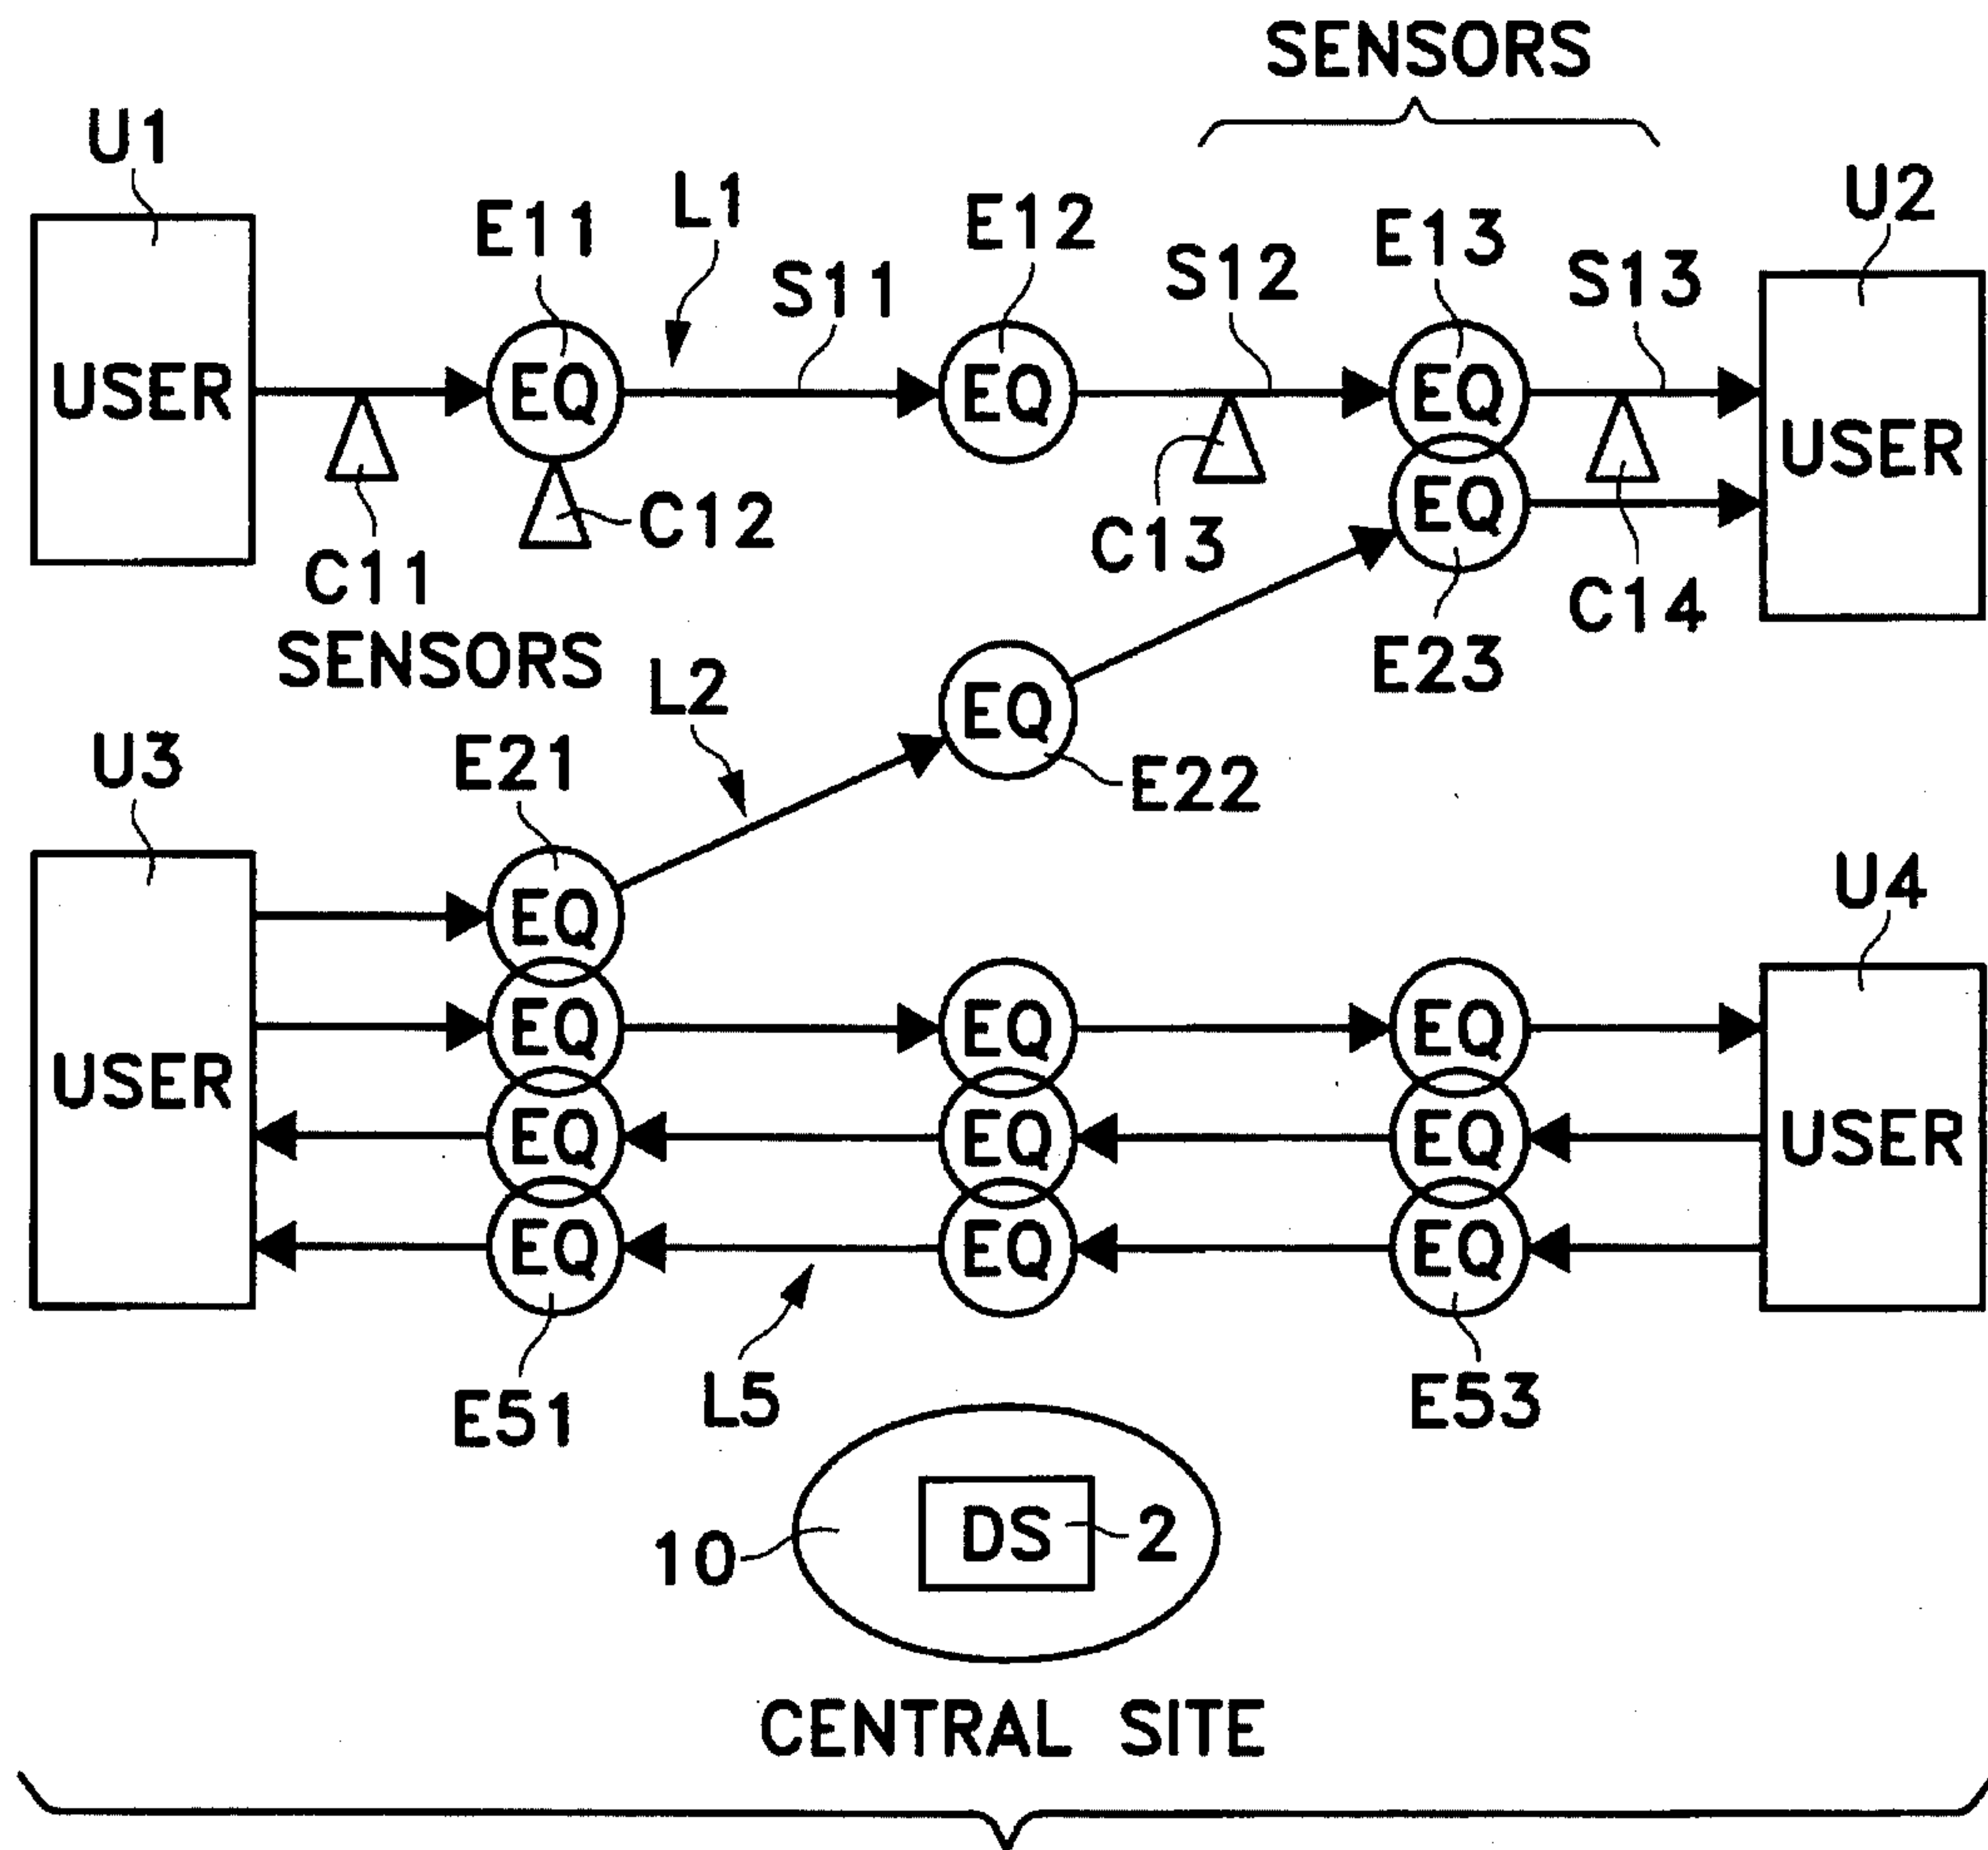 SENSORS
U1
U2
E11
L1
E12
E13
S11
S12
S13
USER
EQ
EQ
EQ
USER
EQ
C11
C12
C13
C14
SENSORS
E23
L2
EQ
U3
E21
E22
U4
EQ
EQ
EQ
EQ
USER
USER
EQ
EQ
EQ
EQ
EQ
EQ
E51
L5
E53
10
DS
2
CENTRAL SITE